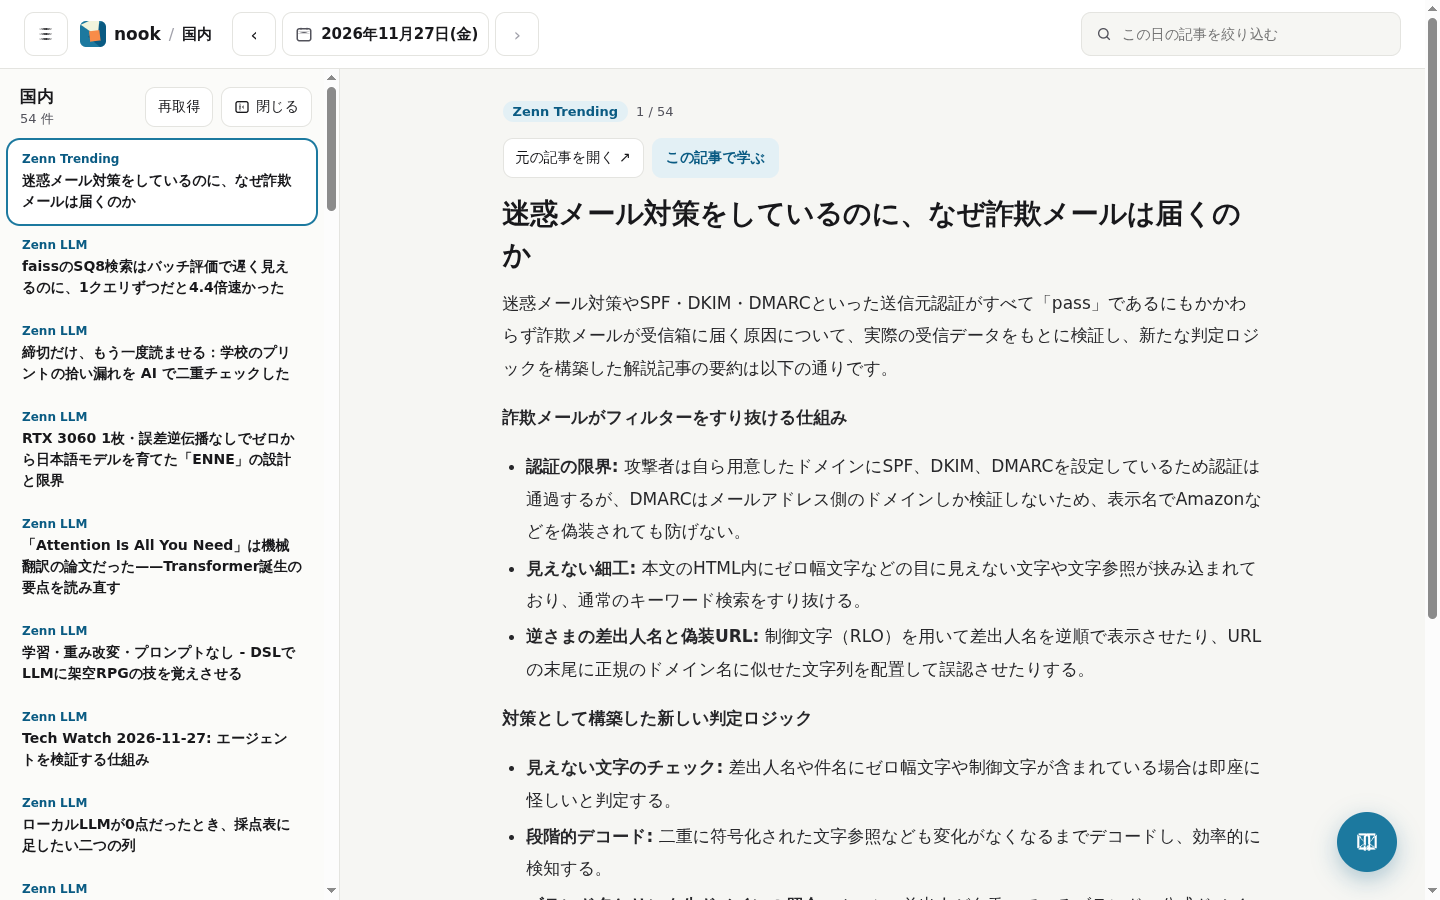 nook / 国内
2026年11月27日(金)
この日の記事を絞り込む
国内
54 件
再取得
閉じる
Zenn Trending
迷惑メール対策をしているのに、なぜ詐欺
メールは届くのか
Zenn LLM
faissのSQ8検索はバッチ評価で遅く見え
るのに、1クエリずつだと4.4倍速かった
Zenn LLM
締切だけ、もう一度読ませる：学校のプリ
ントの拾い漏れを AI で二重チェックした
Zenn LLM
RTX 3060 1枚・誤差逆伝播なしでゼロか
ら日本語モデルを育てた「ENNE」の設計
と限界
Zenn LLM
「Attention Is All You Need」は機械
翻訳の論文だった——Transformer誕生の
要点を読み直す
Zenn LLM
学習・重み改変・プロンプトなし - DSLで
LLMに架空RPGの技を覚えさせる
Zenn LLM
Tech Watch 2026-11-27: エージェン
トを検証する仕組み
Zenn LLM
ローカルLLMが0点だったとき、採点表に
足したい二つの列
Zenn LLM
Zenn Trending 1 / 54
元の記事を開く ↗
この記事で学ぶ
迷惑メール対策をしているのに、なぜ詐欺メールは届くの
か
迷惑メール対策やSPF・DKIM・DMARCといった送信元認証がすべて「pass」であるにもかかわ
らず詐欺メールが受信箱に届く原因について、実際の受信データをもとに検証し、新たな判定ロジ
ックを構築した解説記事の要約は以下の通りです。
詐欺メールがフィルターをすり抜ける仕組み
• 認証の限界: 攻撃者は自ら用意したドメインにSPF、DKIM、DMARCを設定しているため認証は
通過するが、DMARCはメールアドレス側のドメインしか検証しないため、表示名でAmazonな
どを偽装されても防げない。
• 見えない細工: 本文のHTML内にゼロ幅文字などの目に見えない文字や文字参照が挟み込まれて
おり、通常のキーワード検索をすり抜ける。
• 逆さまの差出人名と偽装URL: 制御文字（RLO）を用いて差出人名を逆順で表示させたり、URL
の末尾に正規のドメイン名に似せた文字列を配置して誤認させたりする。
対策として構築した新しい判定ロジック
• 見えない文字のチェック: 差出人名や件名にゼロ幅文字や制御文字が含まれている場合は即座に
怪しいと判定する。
• 段階的デコード: 二重に符号化された文字参照なども変化がなくなるまでデコードし、効率的に
検知する。